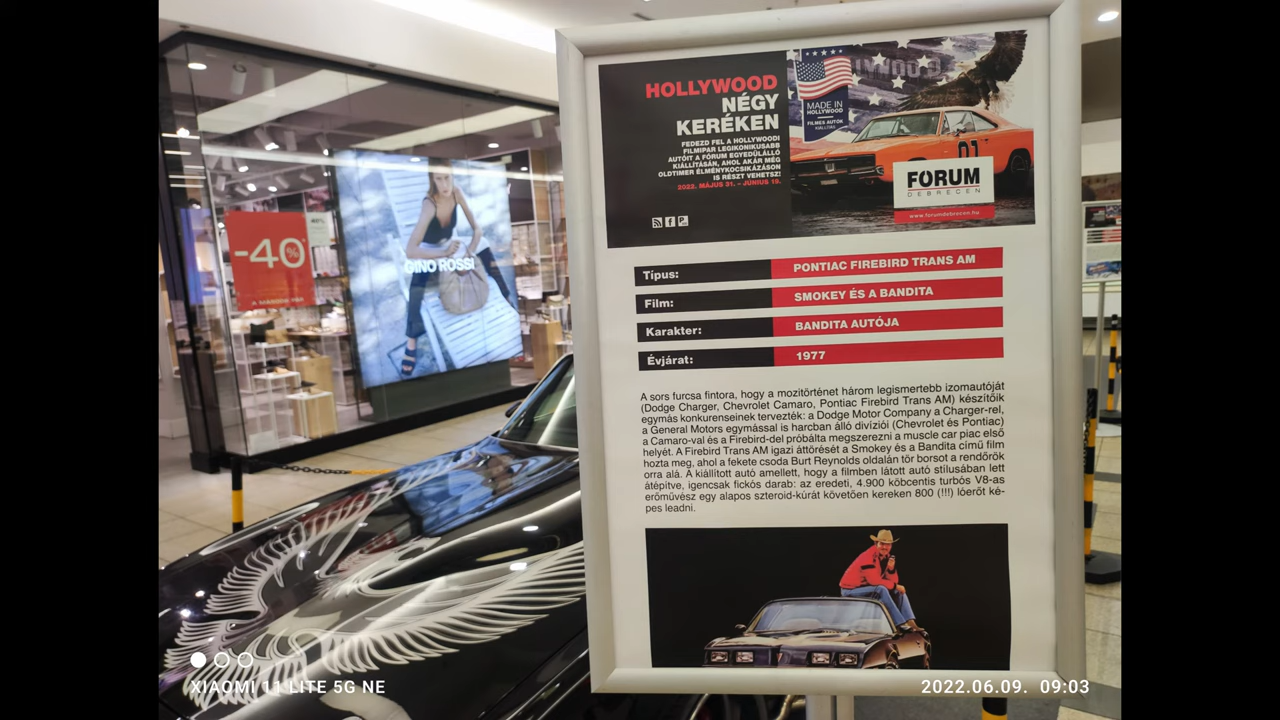 HOLLYWOOD
NÉGY
KERÉKEN
FEDEZD FEL A HOLLYWOODI
FILMIPAR LEGIKONIKUSABB
AUTÓIT A FÓRUM EGYEDÜLÁLLÓ
KIÁLLÍTÁSÁN, AHOL AKÁR MÉG
OLDTIMER ÉLMÉNYKOCSIKÁZÁSON
IS RÉSZT VEHETSZ!
2022. MÁJUS 31. - JÚNIUS 19.
MADE IN
HOLLYWOOD
FILMES AUTÓK
KIÁLLÍTÁS
01
FORUM
DEBRECEN
www.forumdebrecen.hu
Típus: PONTIAC FIREBIRD TRANS AM
Film: SMOKEY ÉS A BANDITA
Karakter: BANDITA AUTÓJA
Évjárat: 1977
A sors furcsa fintora, hogy a mozitörténet három legismertebb izomautóját
(Dodge Charger, Chevrolet Camaro, Pontiac Firebird Trans AM) készítőik
egymás konkurenseinek tervezték: a Dodge Motor Company a Charger-rel,
a General Motors egymással is harcban álló divíziói (Chevrolet és Pontiac)
a Camaro-val és a Firebird-del próbálta megszerezni a muscle car piac első
helyét. A Firebird Trans AM igazi áttörését a Smokey és a Bandita című film
hozta meg, ahol a fekete csoda Burt Reynolds oldalán tör borsot a rendőrök
orra alá. A kiállított autó amellett, hogy a filmben látott autó stílusában lett
átépítve, igencsak fickós darab: az eredeti, 4.900 köbcentis turbós V8-as
erőművész egy alapos szteroid-kúrát követően kereken 800 (!!!) lóerőt ké-
pes leadni.
-40%
GINO ROSSI
XIAOMI 11 LITE 5G NE
2022.06.09. 09:03